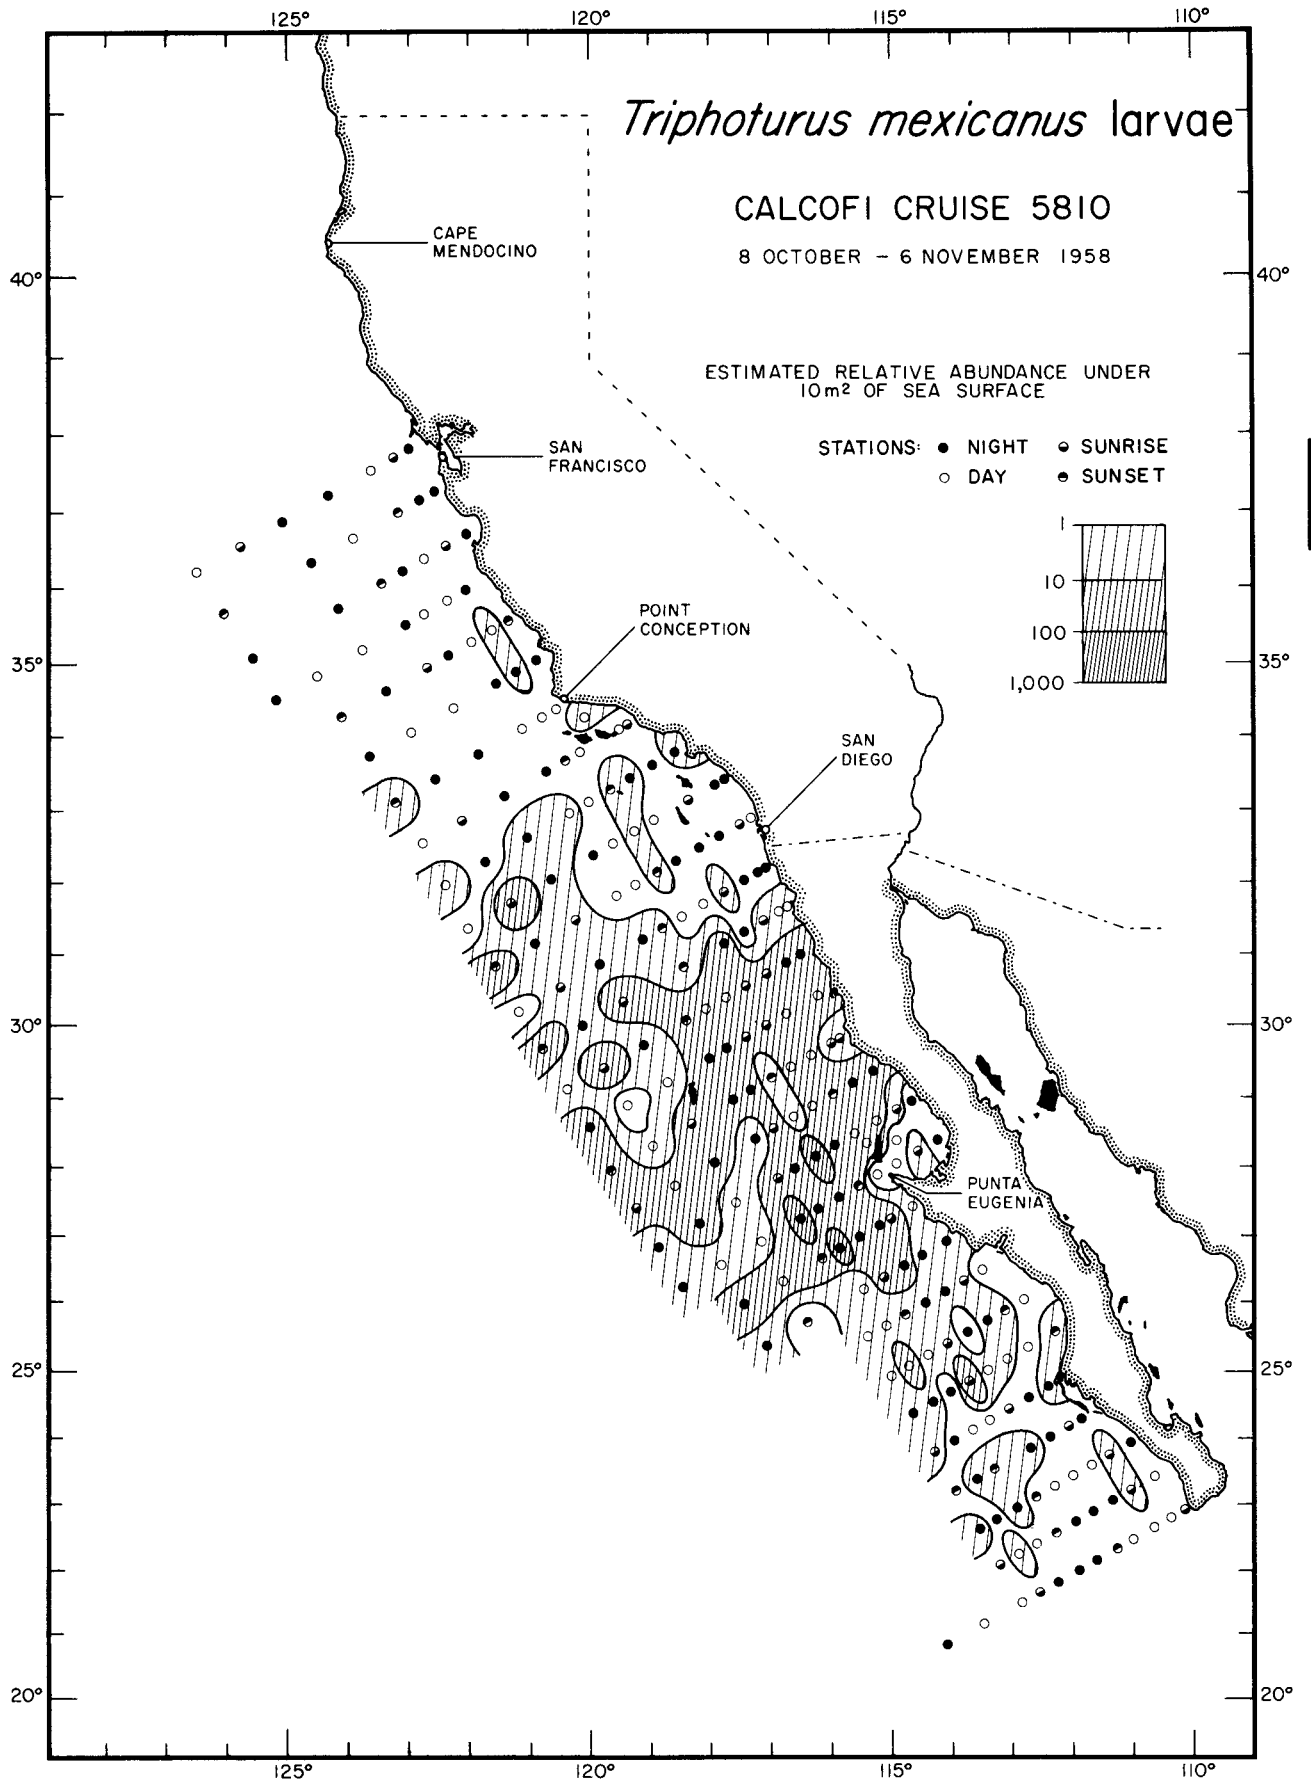 125° 120° 115° 110°
Triphoturus mexicanus larvae
CALCOFI CRUISE 5810
8 OCTOBER – 6 NOVEMBER 1958
CAPE
MENDOCINO
40° 40°
ESTIMATED RELATIVE ABUNDANCE UNDER
10m² OF SEA SURFACE
STATIONS: ● NIGHT SUNRISE
○ DAY SUNSET
SAN
FRANCISCO
1
10
100
1,000
POINT
CONCEPTION
35° 35°
SAN
DIEGO
30° 30°
PUNTA
EUGENIA
25° 25°
20° 20°
125° 120° 115° 110°